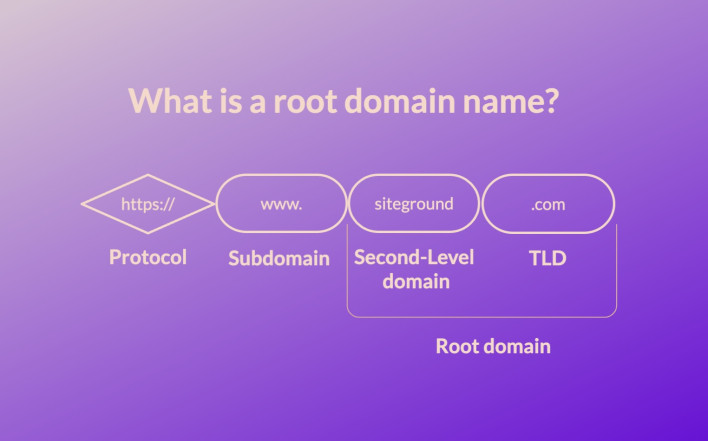 What is a root domain name?
https://
www.
siteground
.com
Protocol
Subdomain
Second-Level
domain
TLD
Root domain